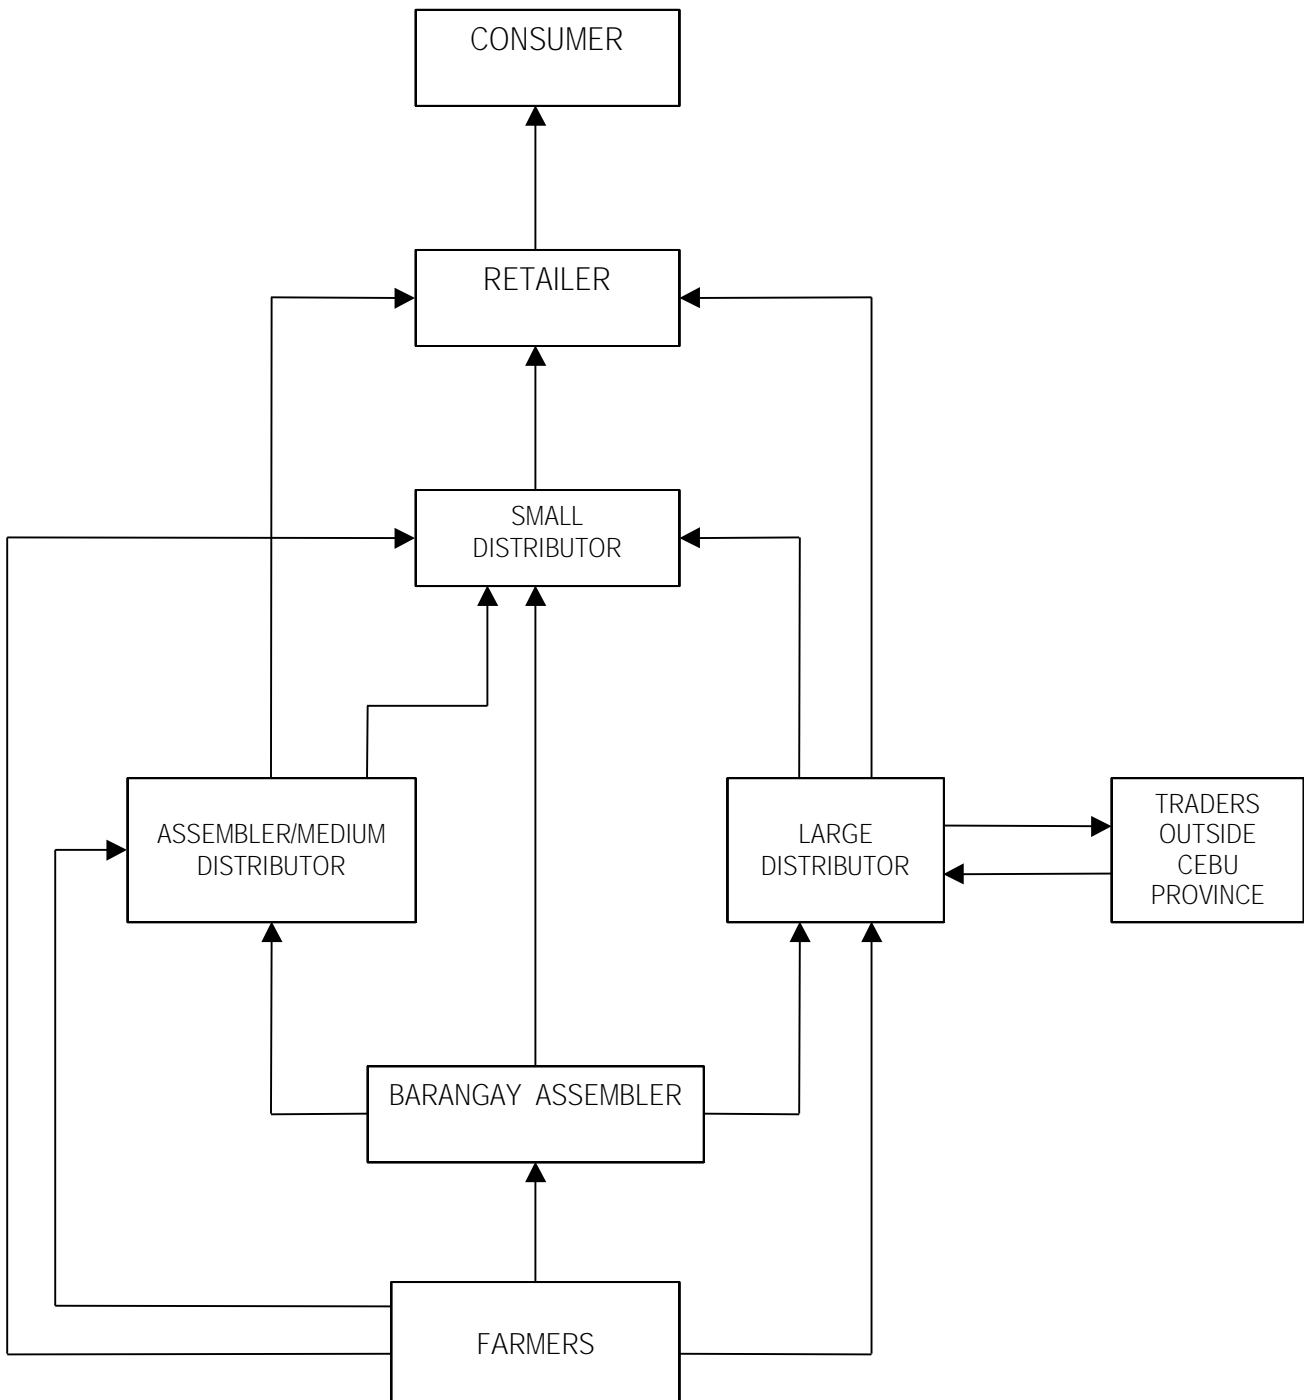 CONSUMER
RETAILER
SMALL
DISTRIBUTOR
ASSEMBLER/MEDIUM
DISTRIBUTOR
LARGE
DISTRIBUTOR
TRADERS
OUTSIDE
CEBU
PROVINCE
BARANGAY ASSEMBLER
FARMERS